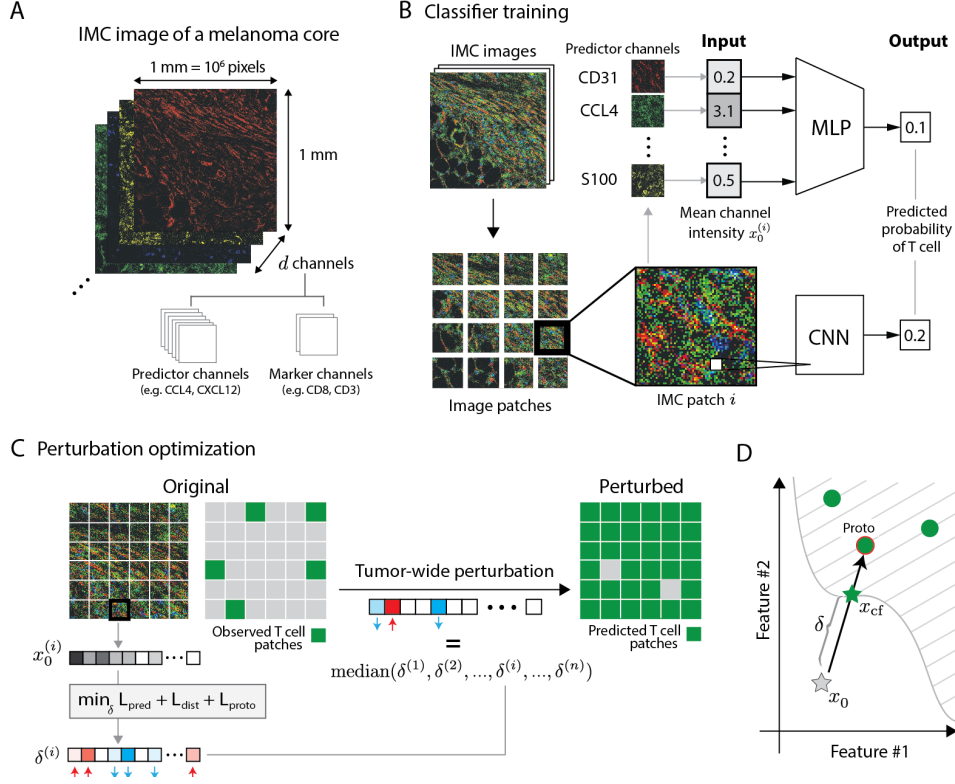 A
IMC image of a melanoma core
1 mm = 10⁶ pixels
1 mm
d channels
Predictor channels
(e.g. CCL4, CXCL12)
Marker channels
(e.g. CD8, CD3)
B Classifier training
IMC images
Image patches
Predictor channels
CD31
CCL4
S100
Input
0.2
3.1
0.5
Mean channel
intensity x₀⁽ⁱ⁾
MLP
IMC patch i
CNN
Output
0.1
Predicted
probability
of T cell
0.2
C Perturbation optimization
Original
Observed T cell
patches
x₀⁽ⁱ⁾
min_δ L_pred + L_dist + L_proto
δ⁽ⁱ⁾
Tumor-wide perturbation
=
median(δ⁽¹⁾, δ⁽²⁾, ..., δ⁽ⁱ⁾, ..., δ⁽ⁿ⁾)
Perturbed
Predicted T cell
patches
D
Feature #2
Proto
x_cf
δ
x₀
Feature #1